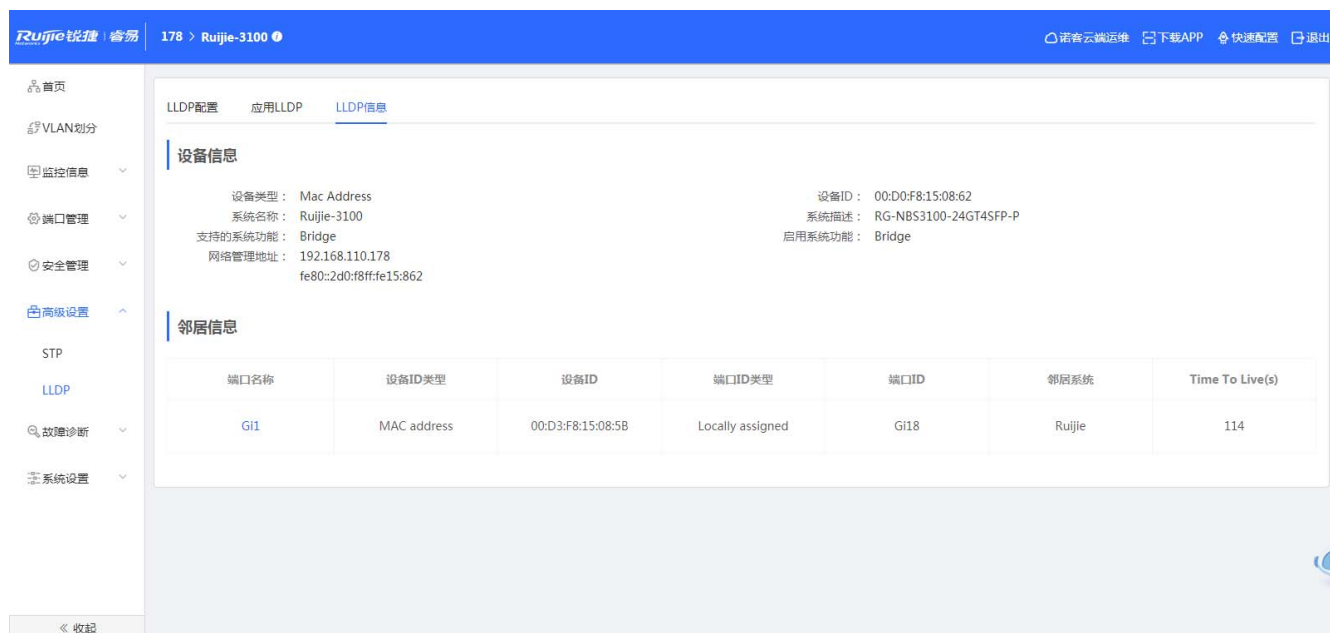 Ruijie锐捷 睿易
Networks
178 > Ruijie-3100
诺客云端运维 下载APP 快速配置 退出
首页
VLAN划分
监控信息
端口管理
安全管理
高级设置
STP
LLDP
故障诊断
系统设置
《 收起
LLDP配置 应用LLDP LLDP信息
设备信息
设备类型： Mac Address 设备ID： 00:D0:F8:15:08:62
系统名称： Ruijie-3100 系统描述： RG-NBS3100-24GT4SFP-P
支持的系统功能： Bridge 启用系统功能： Bridge
网络管理地址： 192.168.110.178
fe80::2d0:f8ff:fe15:862
邻居信息
端口名称 设备ID类型 设备ID 端口ID类型 端口ID 邻居系统 Time To Live(s)
Gi1 MAC address 00:D3:F8:15:08:5B Locally assigned Gi18 Ruijie 114